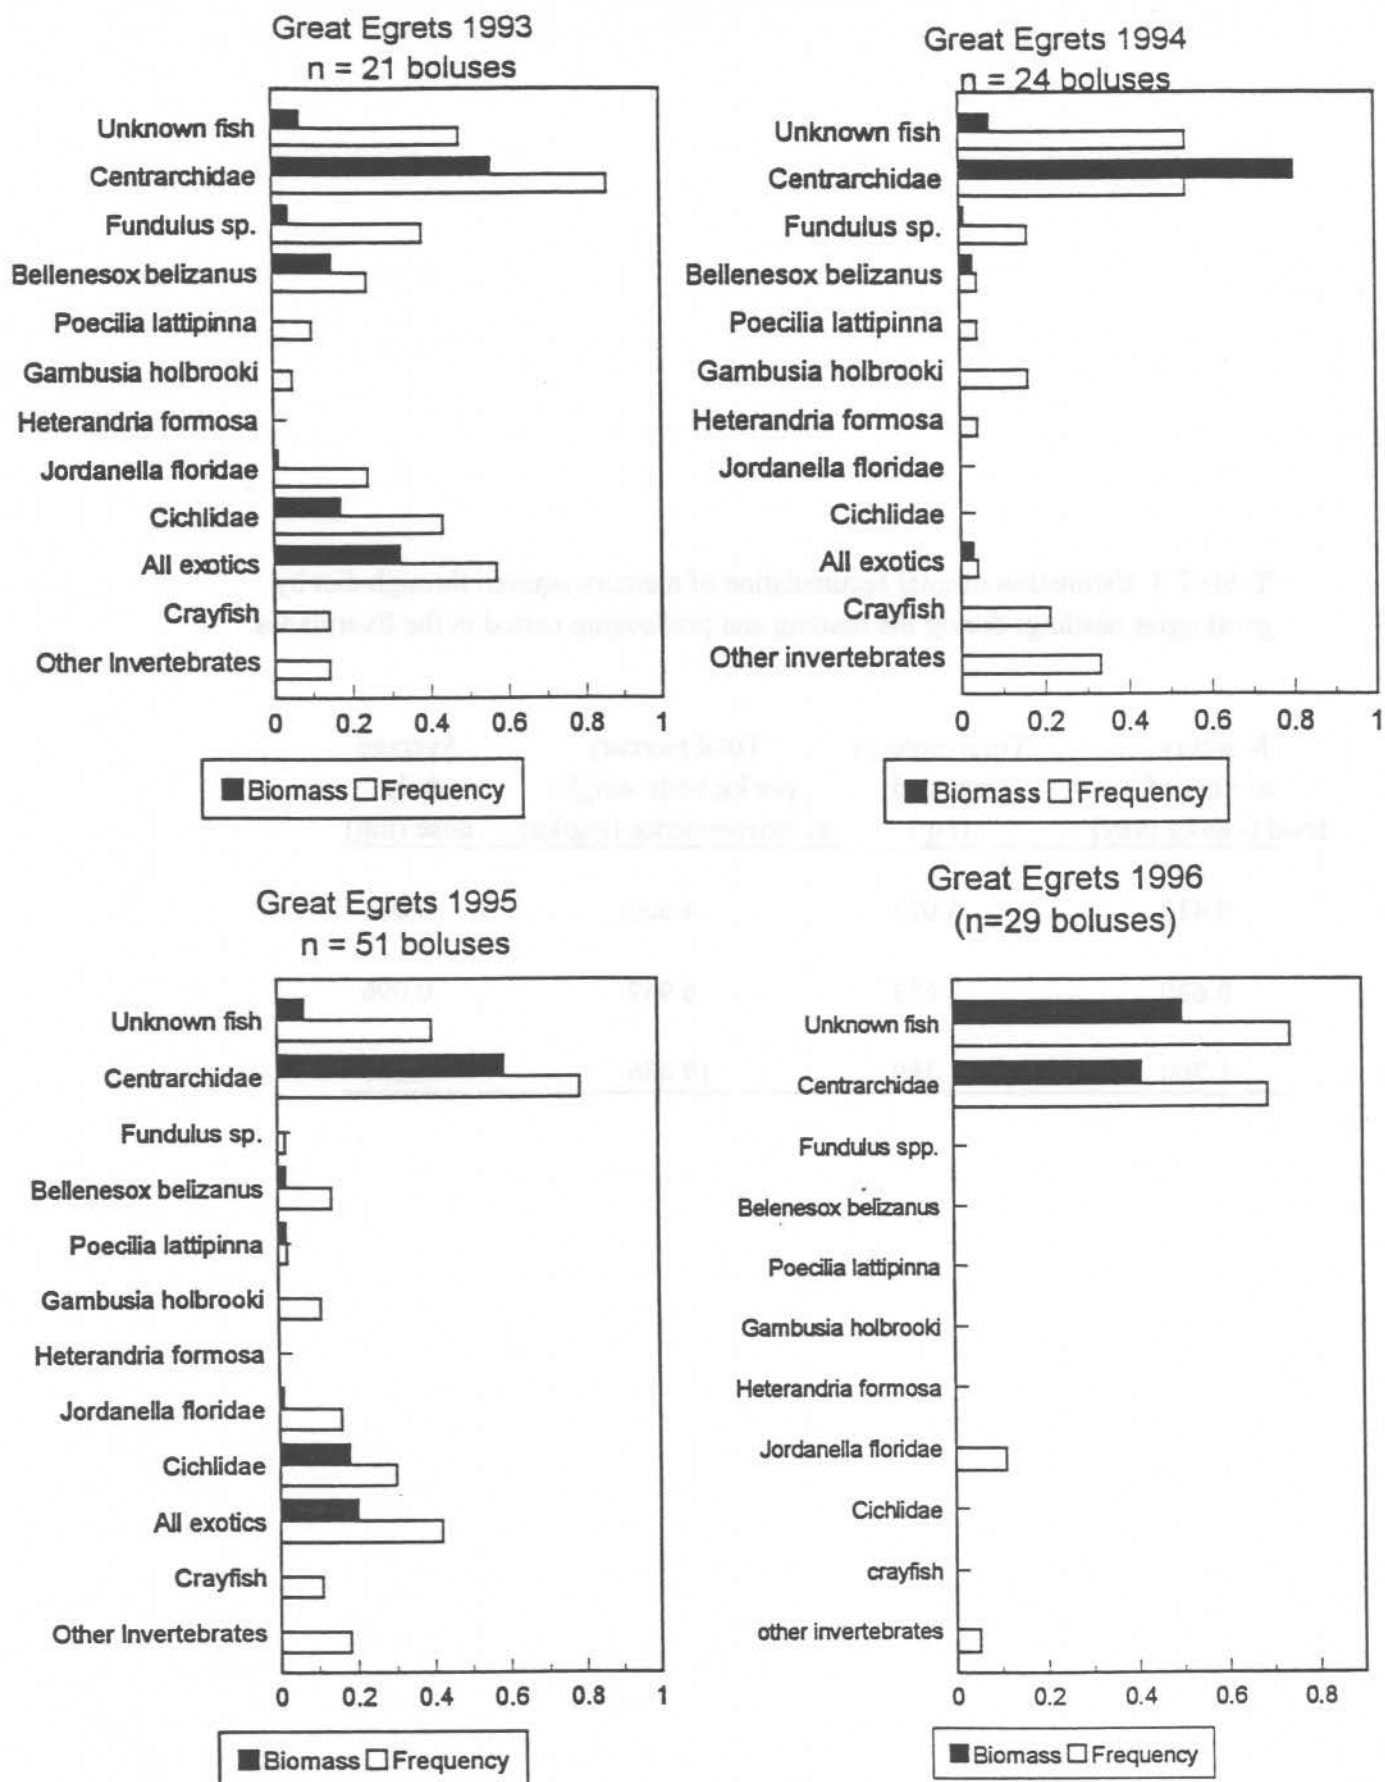 Great Egrets 1993
n = 21 boluses
Unknown fish
Centrarchidae
Fundulus sp.
Bellenesox belizanus
Poecilia lattipinna
Gambusia holbrooki
Heterandria formosa
Jordanella floridae
Cichlidae
All exotics
Crayfish
Other Invertebrates
0 0.2 0.4 0.6 0.8 1
Biomass Frequency
Great Egrets 1994
n = 24 boluses
Unknown fish
Centrarchidae
Fundulus sp.
Bellenesox belizanus
Poecilia lattipinna
Gambusia holbrooki
Heterandria formosa
Jordanella floridae
Cichlidae
All exotics
Crayfish
Other invertebrates
0 0.2 0.4 0.6 0.8 1
Biomass Frequency
Great Egrets 1995
n = 51 boluses
Unknown fish
Centrarchidae
Fundulus sp.
Bellenesox belizanus
Poecilia lattipinna
Gambusia holbrooki
Heterandria formosa
Jordanella floridae
Cichlidae
All exotics
Crayfish
Other Invertebrates
0 0.2 0.4 0.6 0.8 1
Biomass Frequency
Great Egrets 1996
(n=29 boluses)
Unknown fish
Centrarchidae
Fundulus spp.
Belenesox belizanus
Poecilia lattipinna
Gambusia holbrooki
Heterandria formosa
Jordanella floridae
Cichlidae
crayfish
other invertebrates
0 0.2 0.4 0.6 0.8
Biomass Frequency